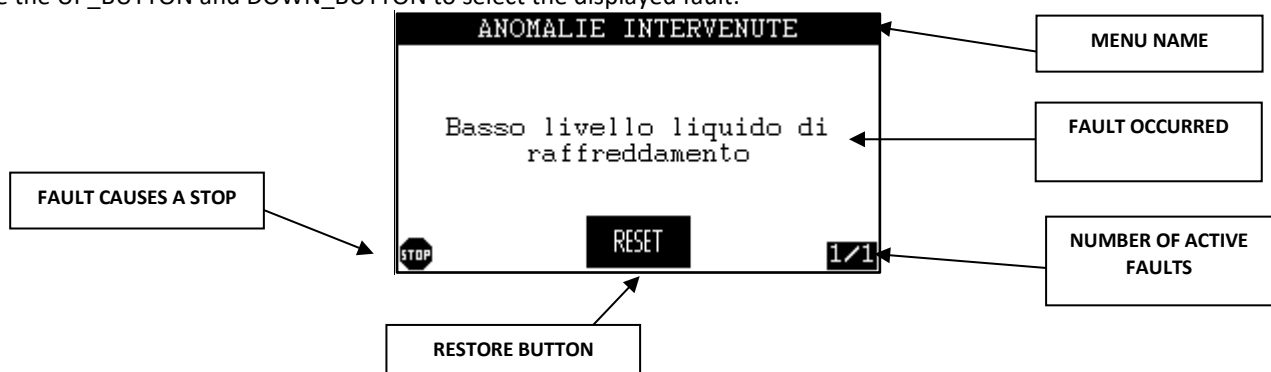 e the UP_BUTTON and DOWN_BUTTON to select the displayed fault.
ANOMALIE INTERVENUTE
MENU NAME
Basso livello liquido di
raffreddamento
FAULT OCCURRED
FAULT CAUSES A STOP
STOP
RESET
1/1
NUMBER OF ACTIVE
FAULTS
RESTORE BUTTON